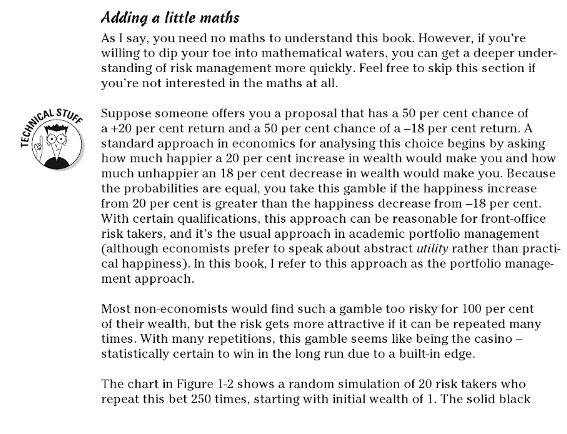 Adding a little maths
As I say, you need no maths to understand this book. However, if you're
willing to dip your toe into mathematical waters, you can get a deeper under-
standing of risk management more quickly. Feel free to skip this section if
you're not interested in the maths at all.
TECHNICAL STUFF
Suppose someone offers you a proposal that has a 50 per cent chance of
a +20 per cent return and a 50 per cent chance of a –18 per cent return. A
standard approach in economics for analysing this choice begins by asking
how much happier a 20 per cent increase in wealth would make you and how
much unhappier an 18 per cent decrease in wealth would make you. Because
the probabilities are equal, you take this gamble if the happiness increase
from 20 per cent is greater than the happiness decrease from –18 per cent.
With certain qualifications, this approach can be reasonable for front-office
risk takers, and it's the usual approach in academic portfolio management
(although economists prefer to speak about abstract utility rather than practi-
cal happiness). In this book, I refer to this approach as the portfolio manage-
ment approach.
Most non-economists would find such a gamble too risky for 100 per cent
of their wealth, but the risk gets more attractive if it can be repeated many
times. With many repetitions, this gamble seems like being the casino –
statistically certain to win in the long run due to a built-in edge.
The chart in Figure 1-2 shows a random simulation of 20 risk takers who
repeat this bet 250 times, starting with initial wealth of 1. The solid black